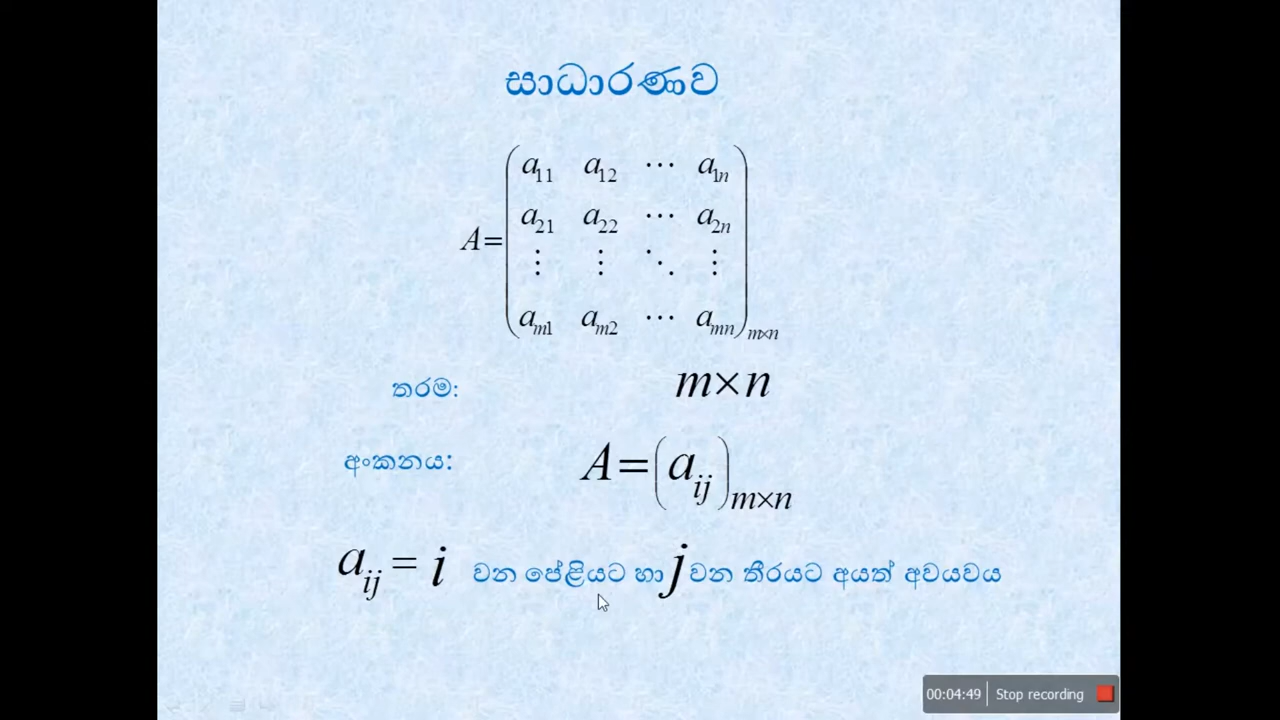 සාධාරණව
A = ( a₁₁ a₁₂ ⋯ a₁ₙ
a₂₁ a₂₂ ⋯ a₂ₙ
⋮ ⋮ ⋱ ⋮
aₘ₁ aₘ₂ ⋯ aₘₙ )ₘ×ₙ
තරම: m×n
අංකනය: A = (aᵢⱼ)ₘ×ₙ
aᵢⱼ = i වන පේළියට හා j වන තීරයට අයත් අවයවය
00:04:49 Stop recording